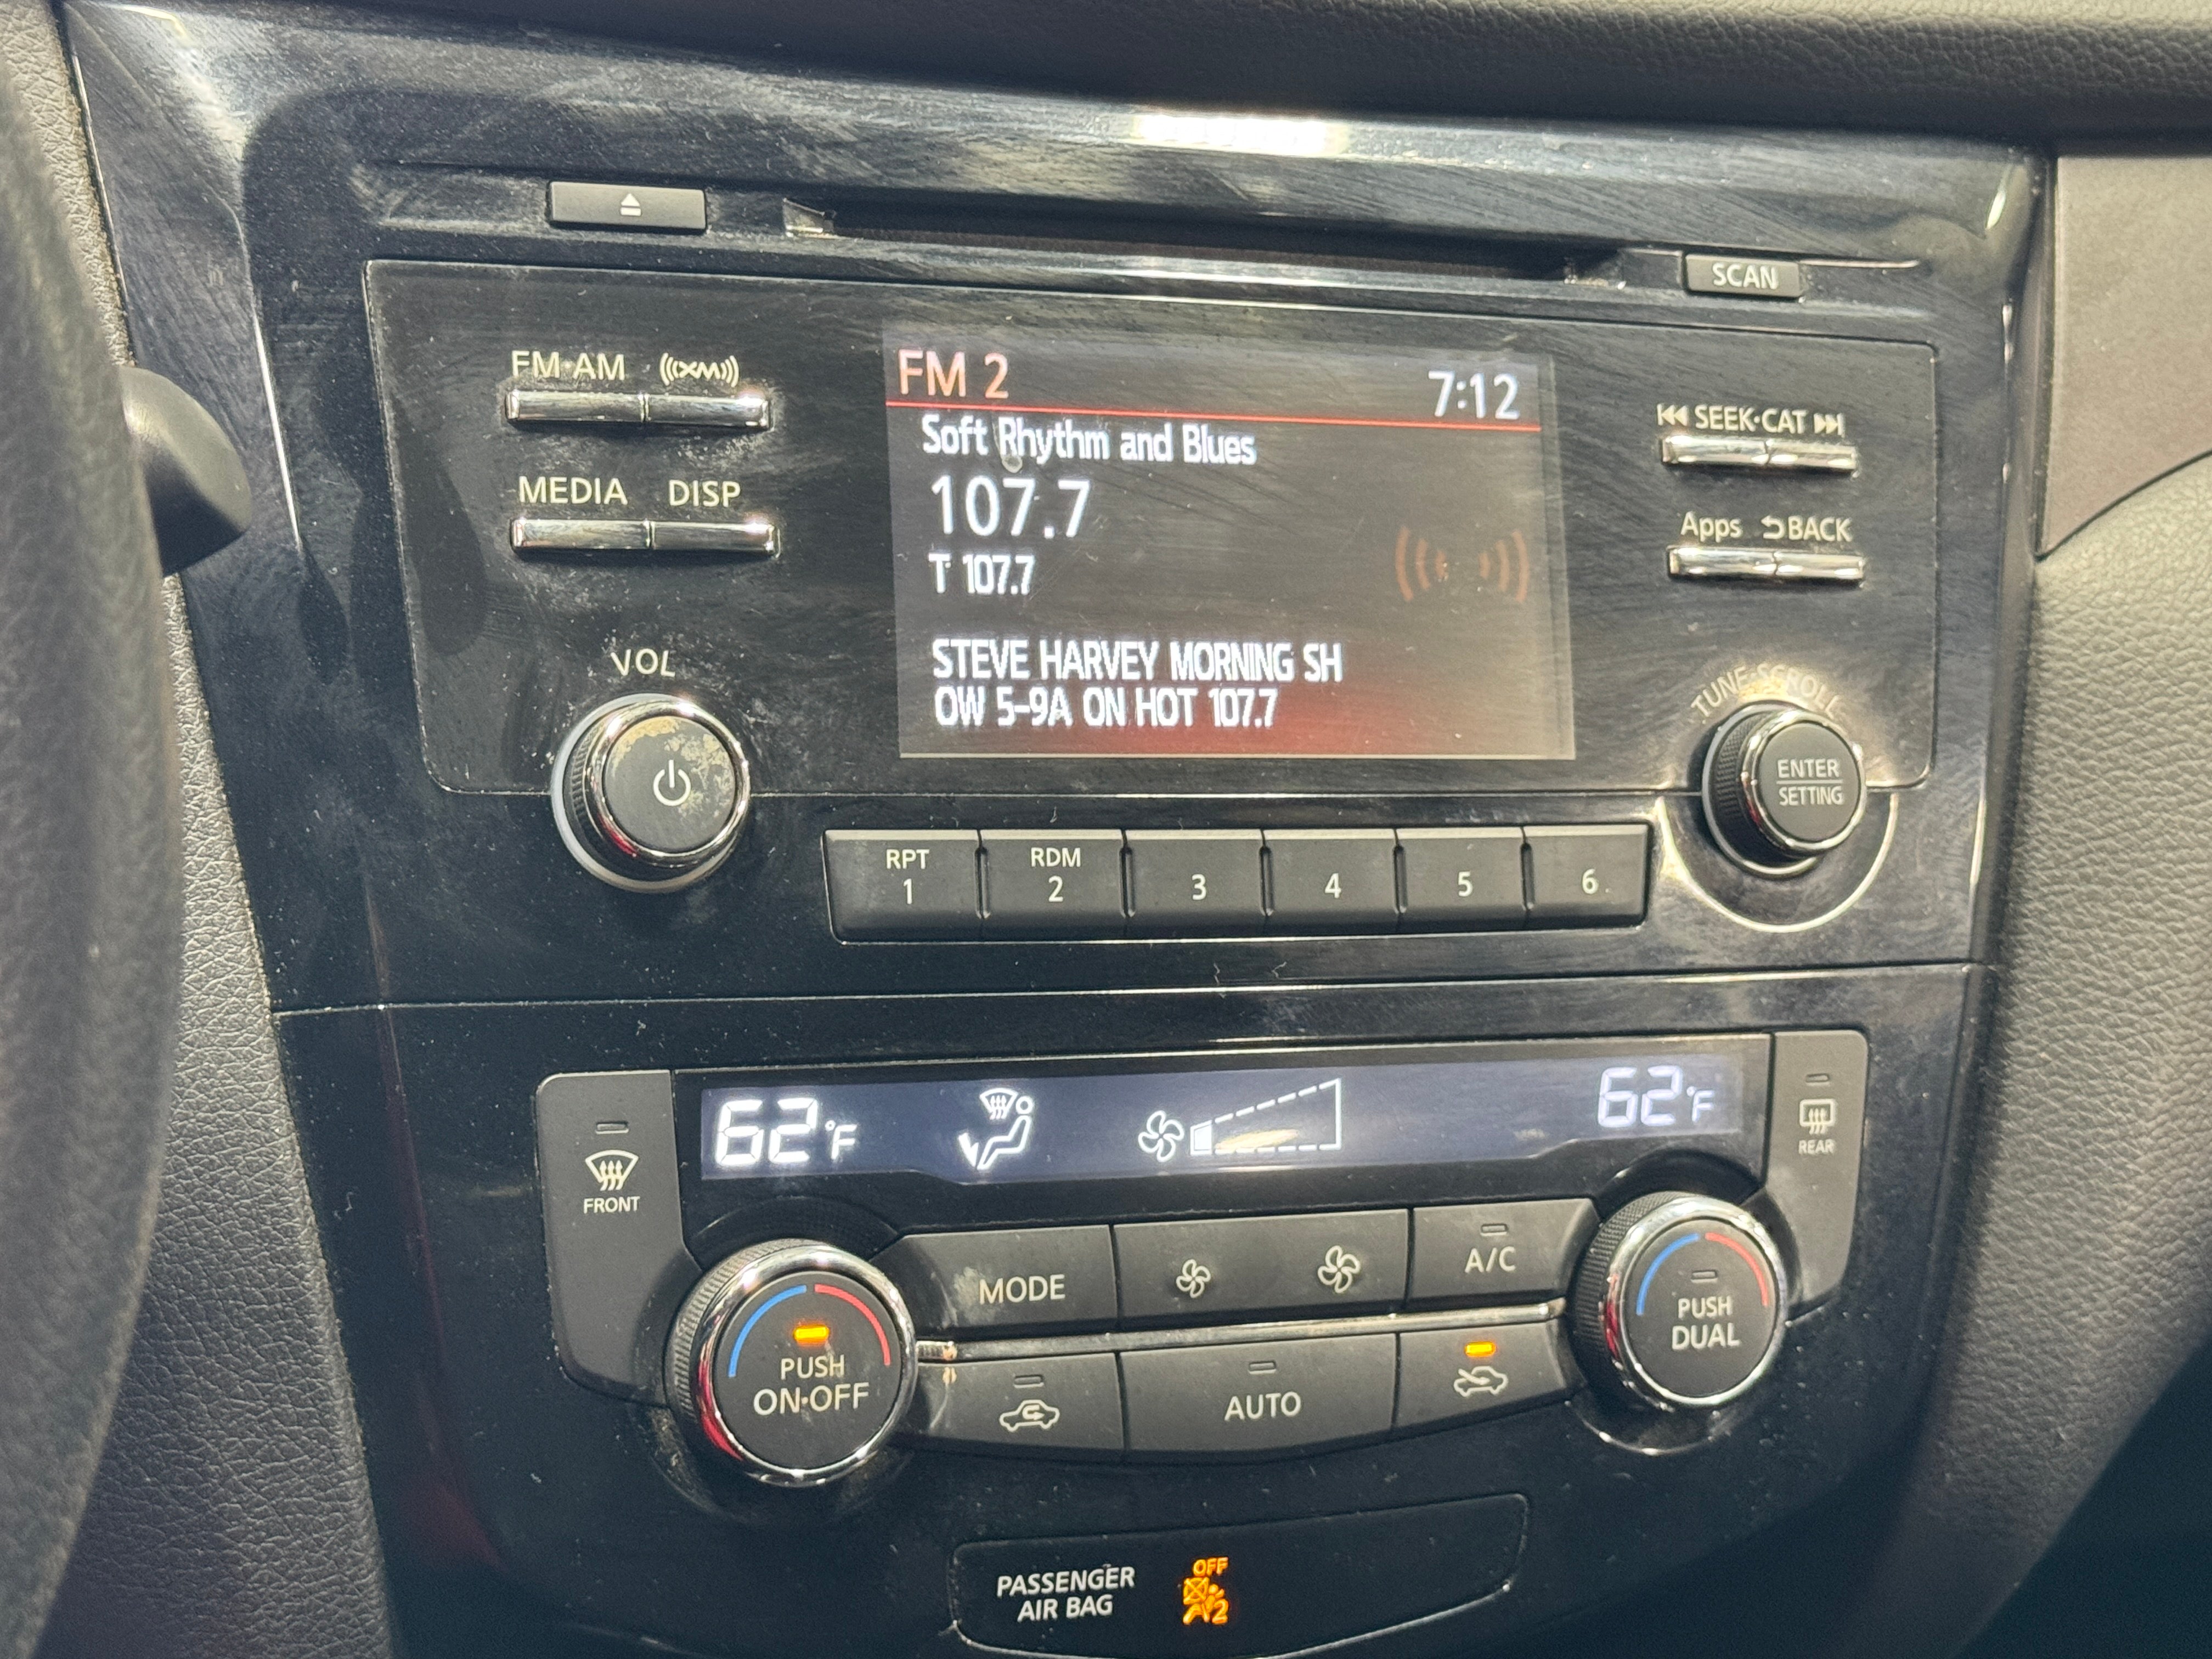 SCAN
FM·AM
XM
MEDIA
DISP
VOL
FM 2
7:12
Soft Rhythm and Blues
107.7
T 107.7
STEVE HARVEY MORNING SH
OW 5-9A ON HOT 107.7
SEEK·CAT
Apps
BACK
TUNE·SCROLL
ENTER
SETTING
RPT
1
RDM
2
3
4
5
6
62°F
62°F
FRONT
REAR
MODE
A/C
PUSH
ON·OFF
AUTO
PUSH
DUAL
PASSENGER
AIR BAG
OFF
2